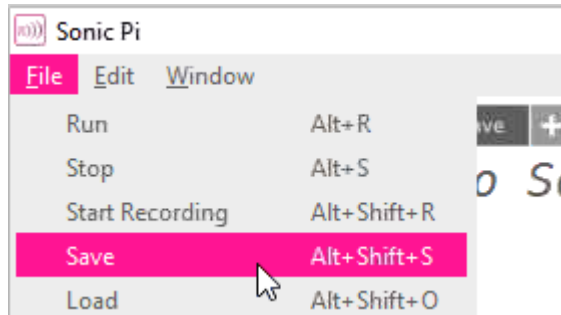 Sonic Pi
File Edit Window
Run Alt+R
Stop Alt+S
Start Recording Alt+Shift+R
Save Alt+Shift+S
Load Alt+Shift+O